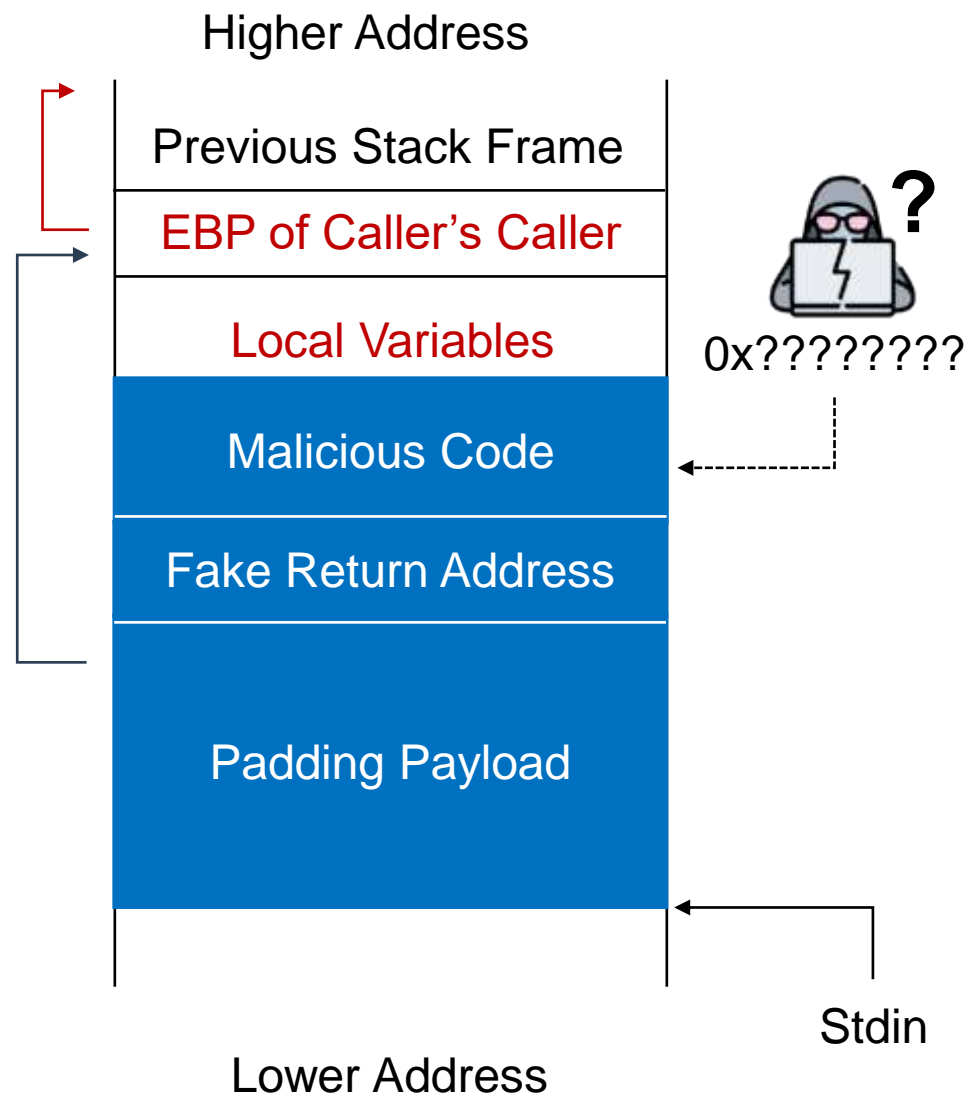 Higher Address
Previous Stack Frame
?
EBP of Caller's Caller
Local Variables
0x????????
Malicious Code
Fake Return Address
Padding Payload
Stdin
Lower Address